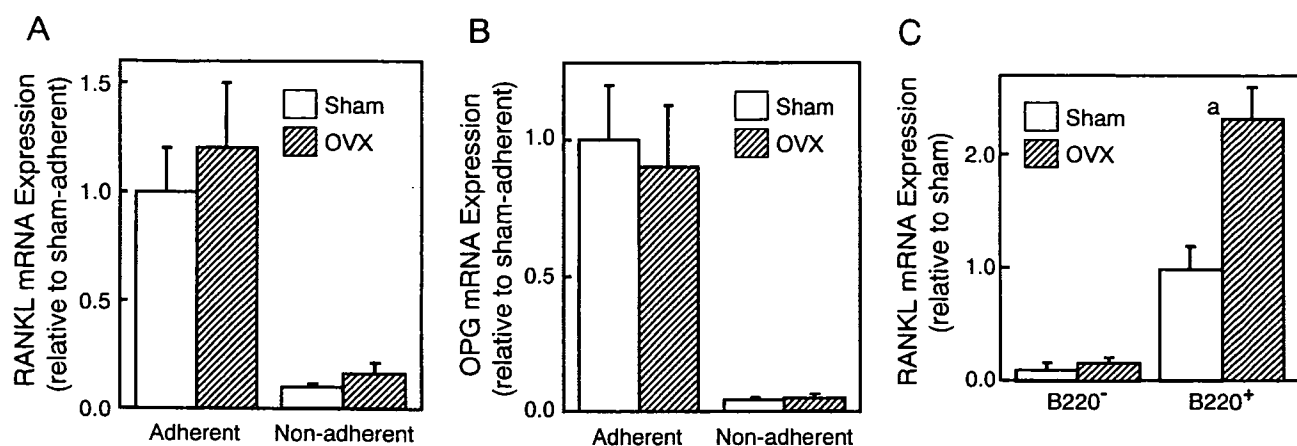 A
RANKL mRNA Expression
(relative to sham-adherent)
1.5
1.0
0.5
0.0
Sham
OVX
Adherent Non-adherent
B
OPG mRNA Expression
(relative to sham-adherent)
1.0
0.5
0.0
Sham
OVX
Adherent Non-adherent
C
RANKL mRNA Expression
(relative to sham)
2.0
1.0
0.0
Sham
OVX
a
B220⁻ B220⁺